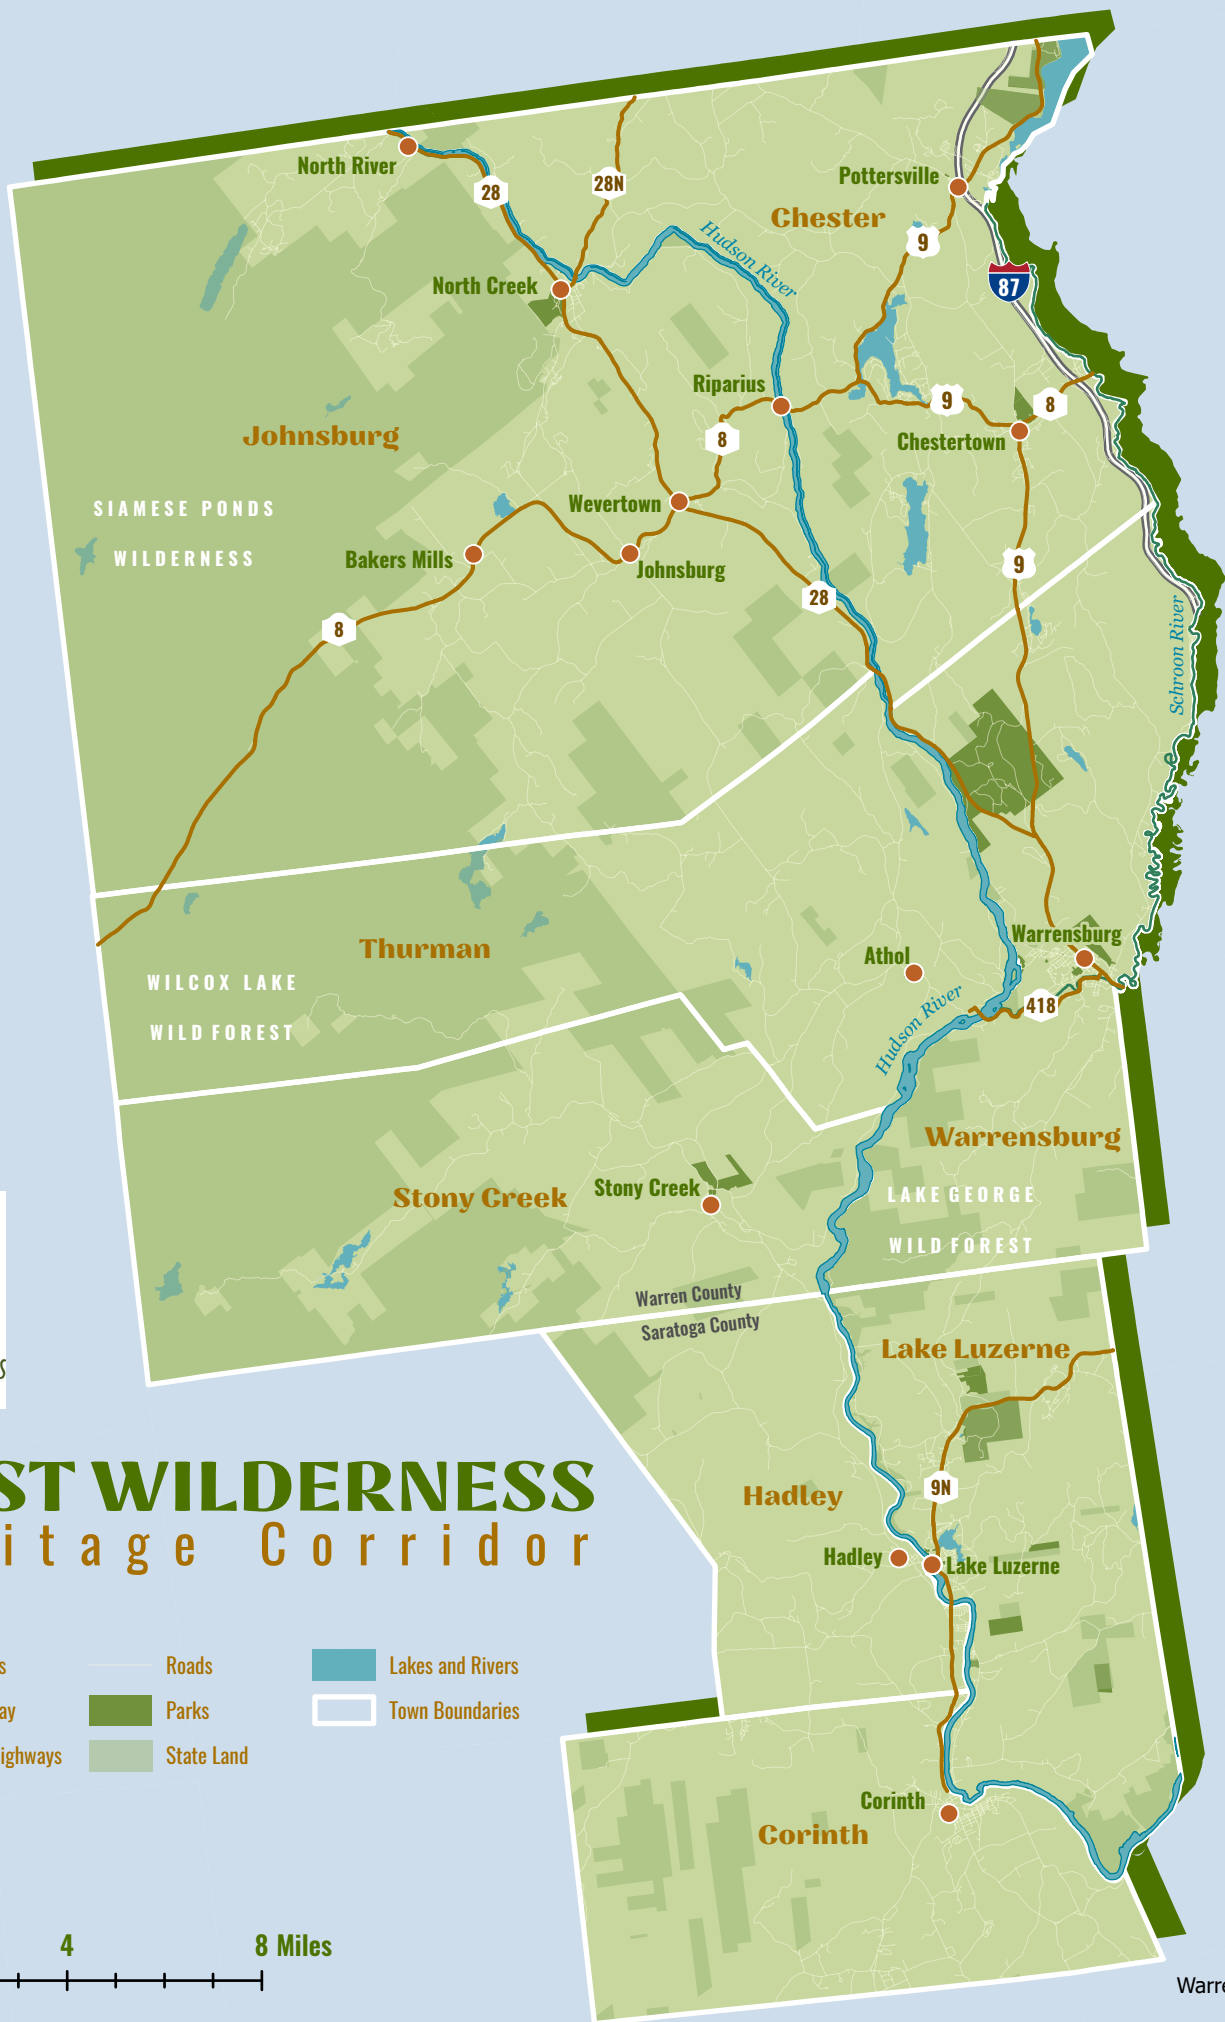 North River
28
28N
Pottersville
Chester
9
Hudson River
87
North Creek
Riparius
9
8
8
Chestertown
Johnsburg
SIAMESE PONDS
WILDERNESS
Wevertown
Bakers Mills
Johnsburg
9
28
8
Schroon River
Thurman
Warrensburg
Athol
WILCOX LAKE
WILD FOREST
418
Hudson River
Warrensburg
Stony Creek
Stony Creek
LAKE GEORGE
WILD FOREST
Warren County
Saratoga County
Lake Luzerne
9N
Hadley
Hadley
Lake Luzerne
ST WILDERNESS
itage Corridor
s
Roads
Lakes and Rivers
ay
Parks
Town Boundaries
ighways
State Land
Corinth
Corinth
4
8 Miles
Warre